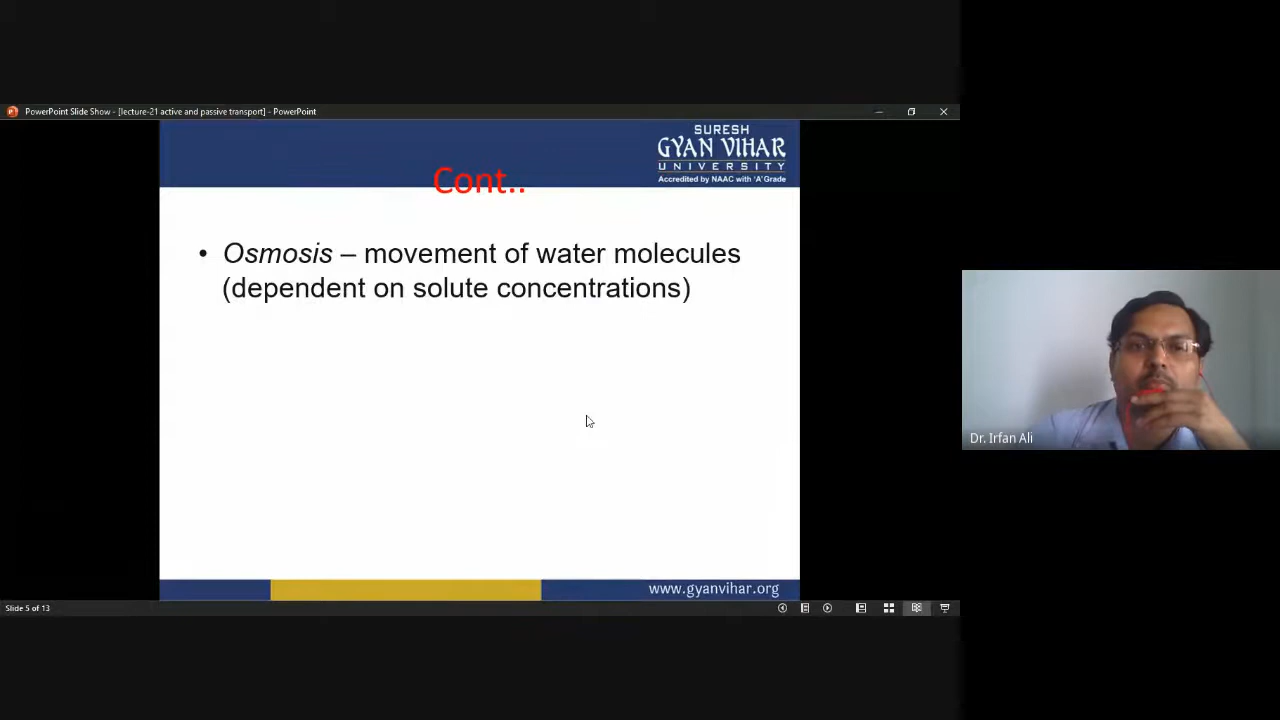 PowerPoint Slide Show - [lecture-21 active and passive transport] - PowerPoint
SURESH
GYAN VIHAR
UNIVERSITY
Accredited by NAAC with 'A' Grade
Cont..
• Osmosis – movement of water molecules
(dependent on solute concentrations)
Dr. Irfan Ali
www.gyanvihar.org
Slide 5 of 13